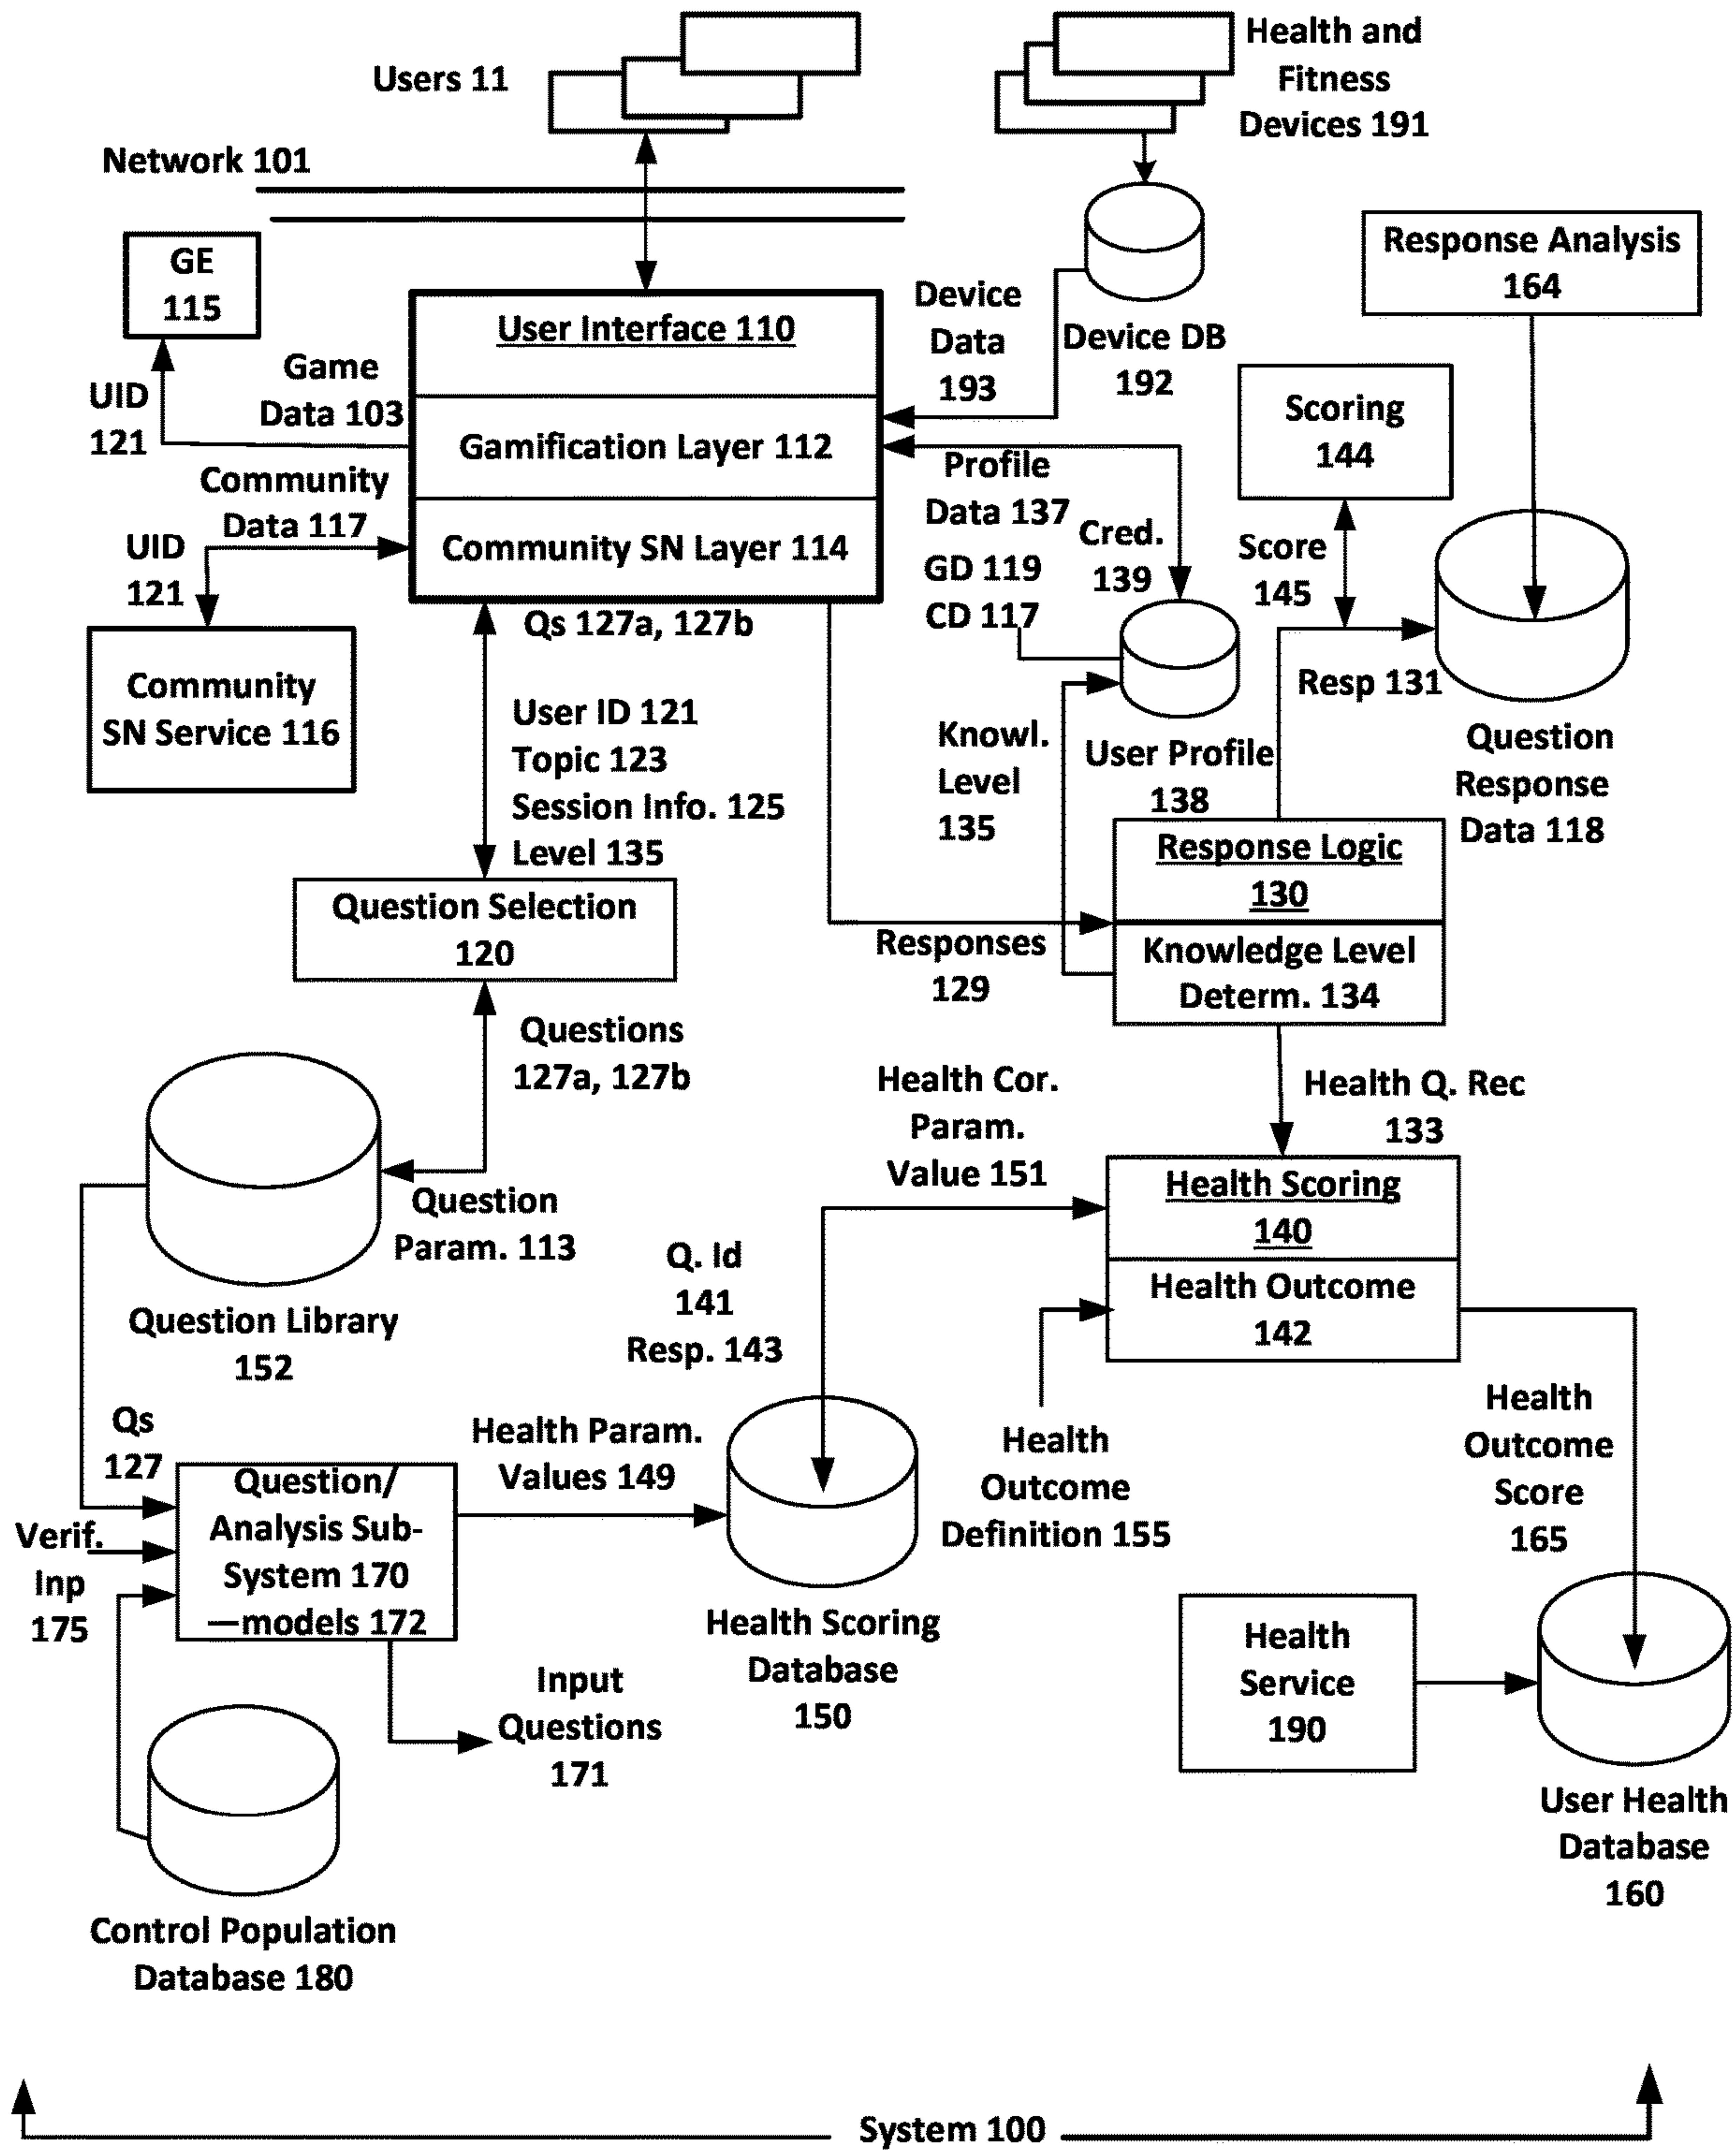 Users 11
Health and
Fitness
Devices 191
Network 101
GE
115
User Interface 110
Gamification Layer 112
Community SN Layer 114
Device
Data
193
Device DB
192
Response Analysis
164
UID
121
Game
Data 103
Community
Data 117
UID
121
Community
SN Service 116
Profile
Data 137
GD 119
CD 117
Cred.
139
Scoring
144
Score
145
Resp 131
Question
Response
Data 118
Qs 127a, 127b
User ID 121
Topic 123
Session Info. 125
Level 135
Knowl.
Level
135
User Profile
138
Response Logic
130
Knowledge Level
Determ. 134
Responses
129
Question Selection
120
Questions
127a, 127b
Question
Param. 113
Question Library
152
Health Cor.
Param.
Value 151
Health Q. Rec
133
Health Scoring
140
Health Outcome
142
Q. Id
141
Resp. 143
Qs
127
Verif.
Inp
175
Question/
Analysis Sub-
System 170
—models 172
Health Param.
Values 149
Health Scoring
Database
150
Health
Outcome
Definition 155
Health
Outcome
Score
165
Input
Questions
171
Health
Service
190
User Health
Database
160
Control Population
Database 180
System 100